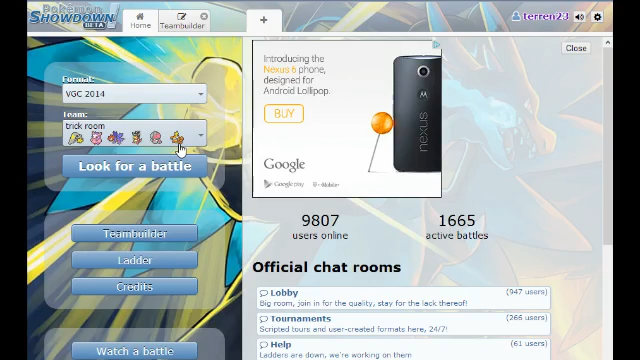 Pokémon
SHOWDOWN
BETA
Home
Teambuilder
+
terren23
Format:
VGC 2014
Team:
trick room
Look for a battle
Teambuilder
Ladder
Credits
Watch a battle
Introducing the
Nexus 6 phone,
designed for
Android Lollipop.
BUY
Google
Google play
T-Mobile
nexus
Close
9807
users online
1665
active battles
Official chat rooms
Lobby (947 users)
Big room, join in for the quality, stay for the lack thereof!
Tournaments (266 users)
Scripted tours and user-created formats here, 24/7!
Help (61 users)
Ladders are down, we're working on them